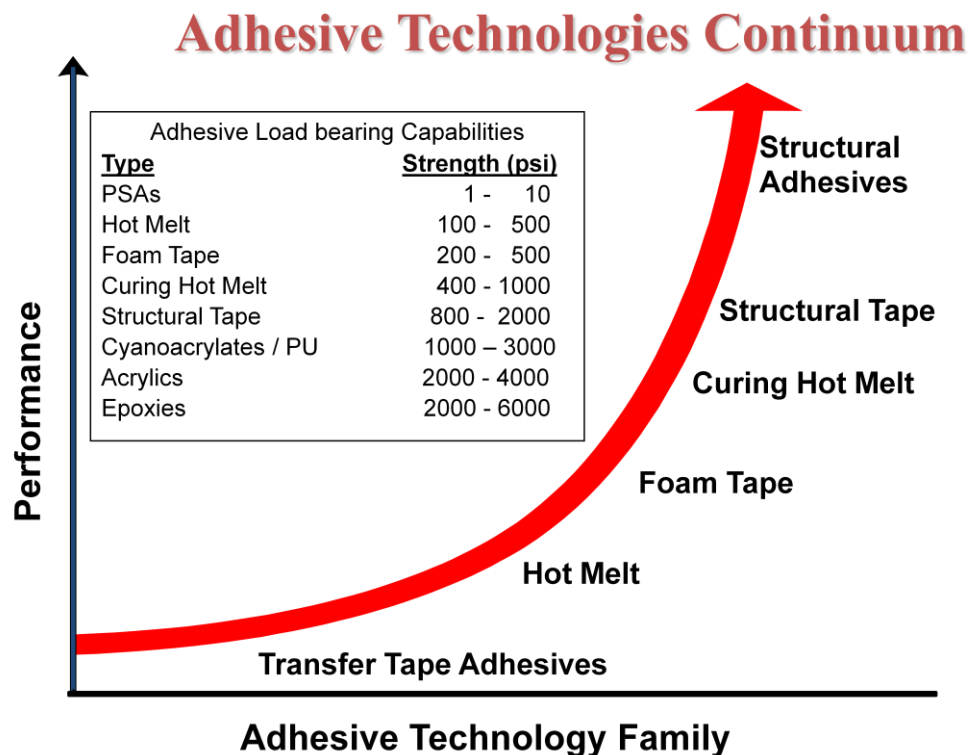 Adhesive Technologies Continuum
Adhesive Load bearing Capabilities
Type Strength (psi)
PSAs 1 - 10
Hot Melt 100 - 500
Foam Tape 200 - 500
Curing Hot Melt 400 - 1000
Structural Tape 800 - 2000
Cyanoacrylates / PU 1000 – 3000
Acrylics 2000 - 4000
Epoxies 2000 - 6000
Structural
Adhesives
Structural Tape
Curing Hot Melt
Foam Tape
Hot Melt
Transfer Tape Adhesives
Performance
Adhesive Technology Family